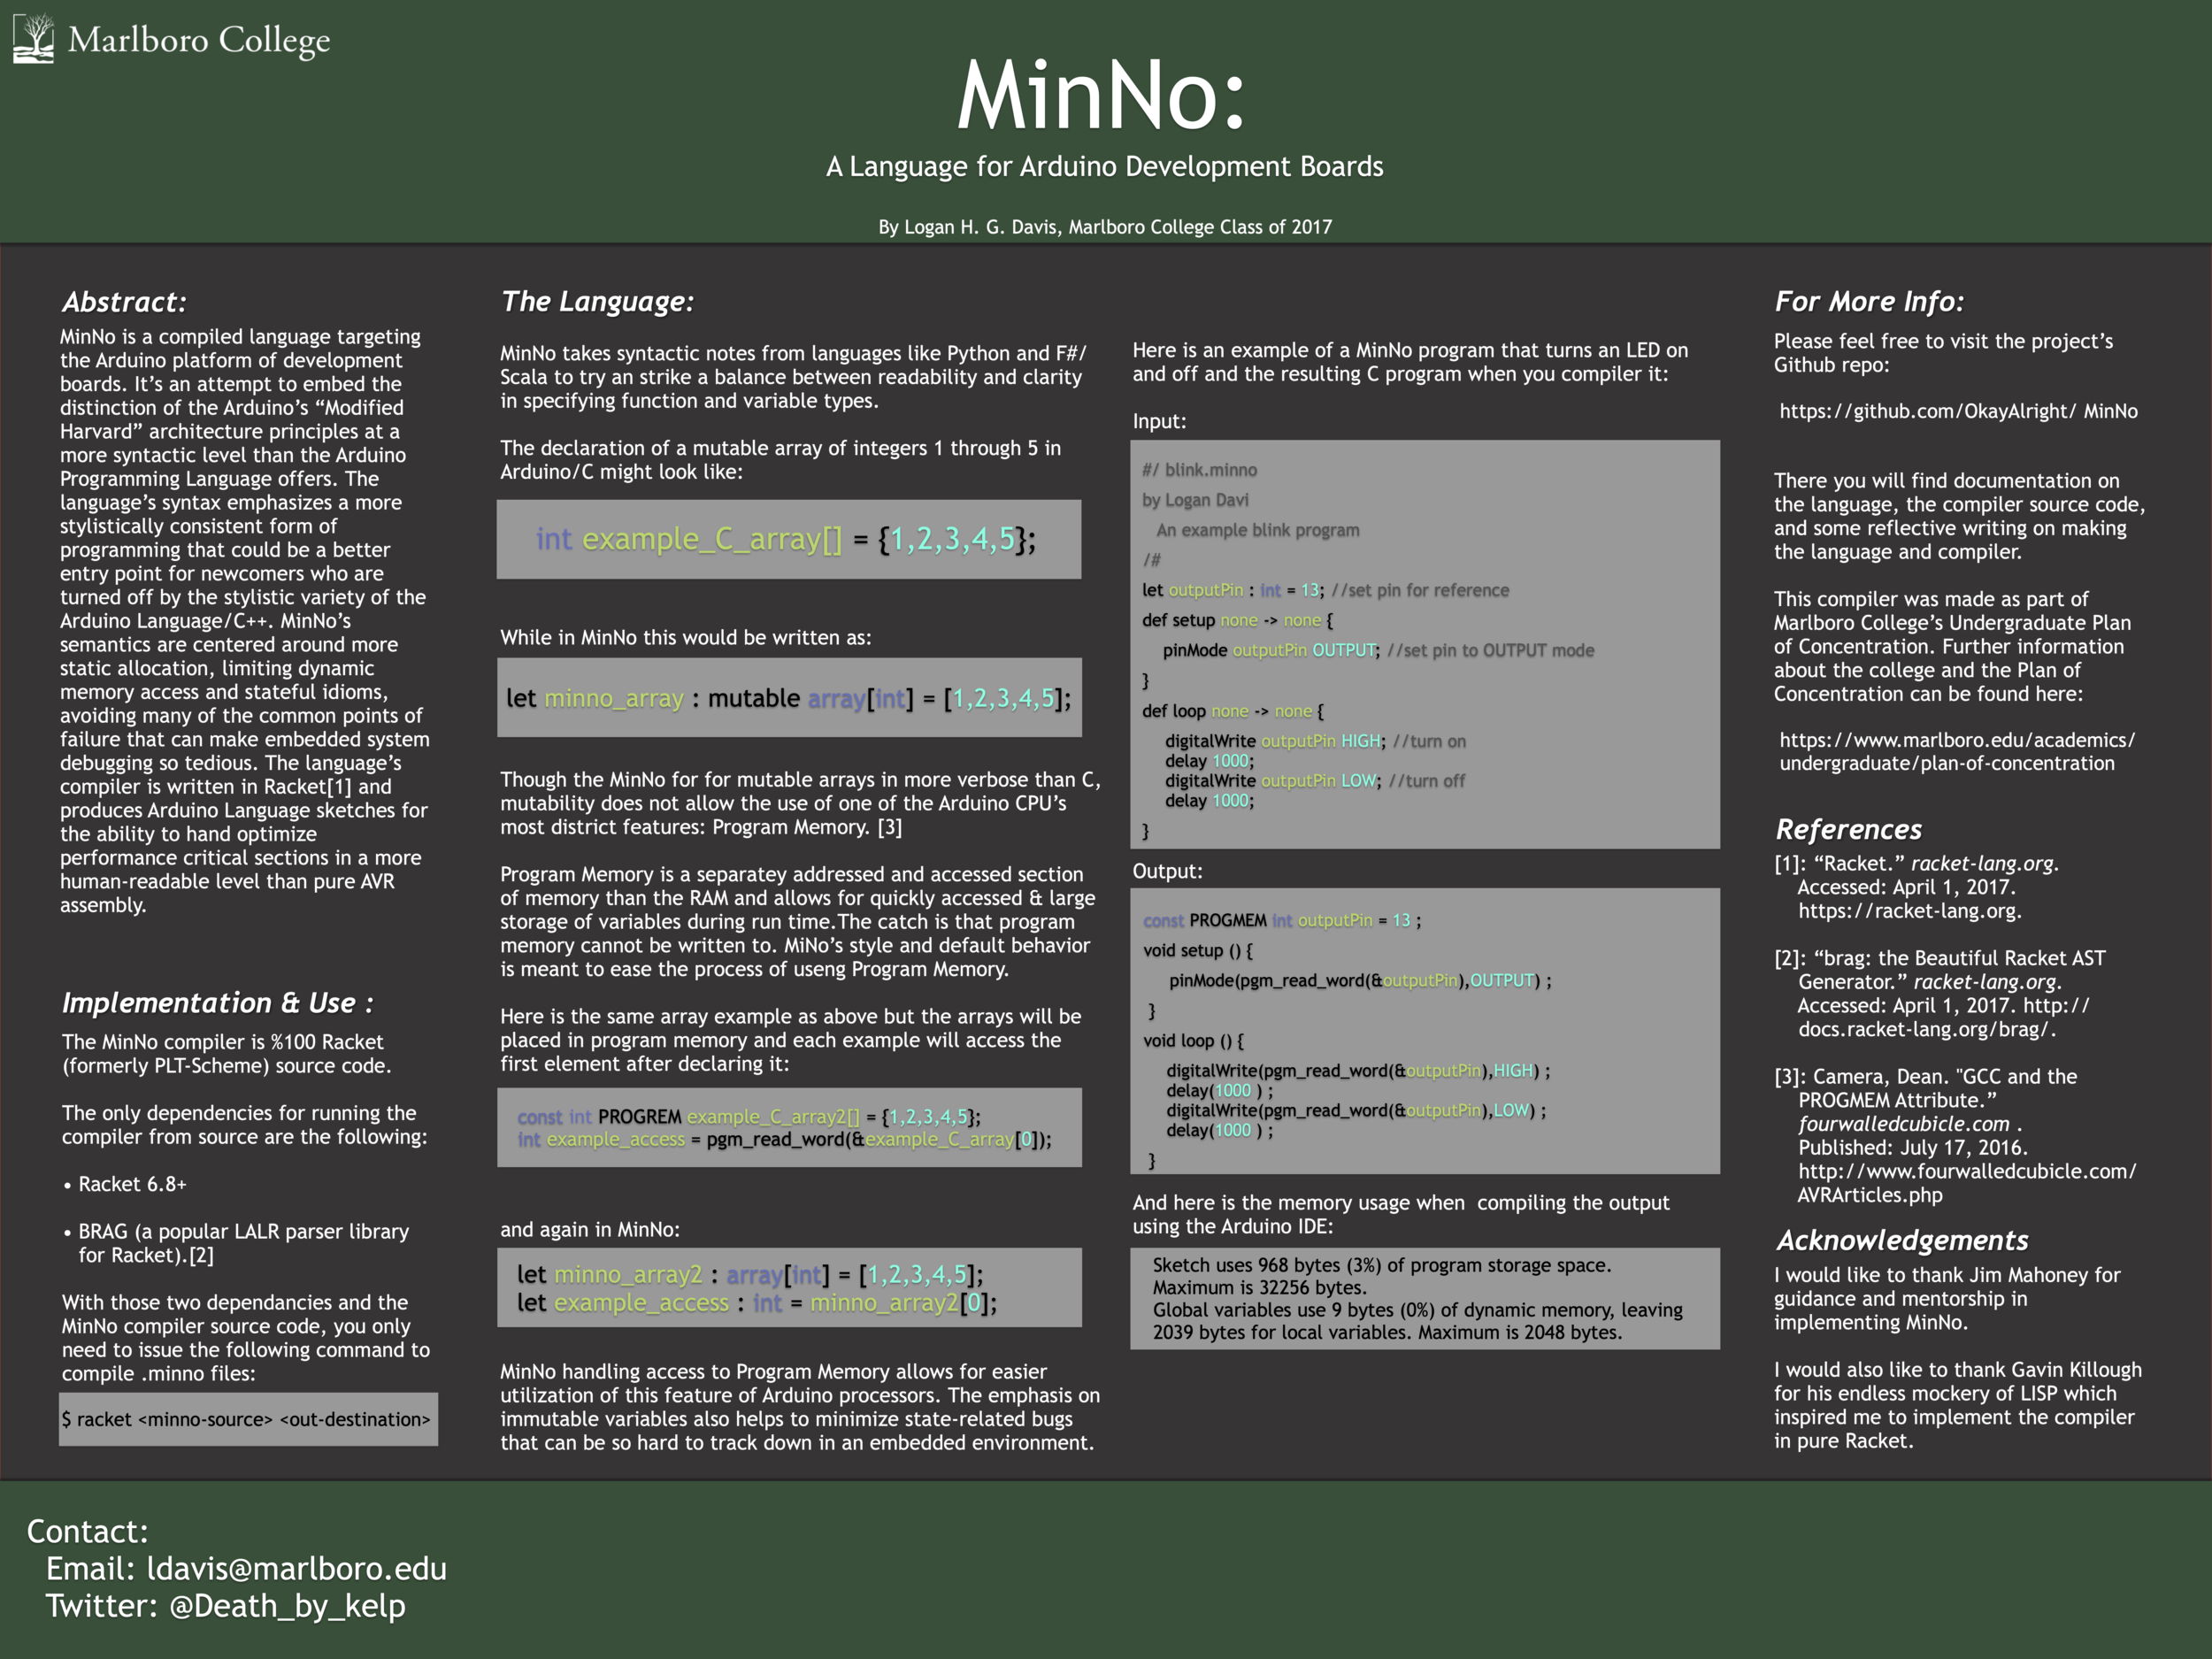 Marlboro College
MinNo:
A Language for Arduino Development Boards
By Logan H. G. Davis, Marlboro College Class of 2017
Abstract:
MinNo is a compiled language targeting
the Arduino platform of development
boards. It’s an attempt to embed the
distinction of the Arduino’s “Modified
Harvard” architecture principles at a
more syntactic level than the Arduino
Programming Language offers. The
language’s syntax emphasizes a more
stylistically consistent form of
programming that could be a better
entry point for newcomers who are
turned off by the stylistic variety of the
Arduino Language/C++. MinNo’s
semantics are centered around more
static allocation, limiting dynamic
memory access and stateful idioms,
avoiding many of the common points of
failure that can make embedded system
debugging so tedious. The language’s
compiler is written in Racket[1] and
produces Arduino Language sketches for
the ability to hand optimize
performance critical sections in a more
human-readable level than pure AVR
assembly.
Implementation & Use :
The MinNo compiler is %100 Racket
(formerly PLT-Scheme) source code.
The only dependencies for running the
compiler from source are the following:
• Racket 6.8+
• BRAG (a popular LALR parser library
for Racket).[2]
With those two dependancies and the
MinNo compiler source code, you only
need to issue the following command to
compile .minno files:
$ racket <minno-source> <out-destination>
The Language:
MinNo takes syntactic notes from languages like Python and F#/
Scala to try an strike a balance between readability and clarity
in specifying function and variable types.
The declaration of a mutable array of integers 1 through 5 in
Arduino/C might look like:
int example_C_array[] = {1,2,3,4,5};
While in MinNo this would be written as:
let minno_array : mutable array[int] = [1,2,3,4,5];
Though the MinNo for for mutable arrays in more verbose than C,
mutability does not allow the use of one of the Arduino CPU’s
most district features: Program Memory. [3]
Program Memory is a separatey addressed and accessed section
of memory than the RAM and allows for quickly accessed & large
storage of variables during run time.The catch is that program
memory cannot be written to. MiNo’s style and default behavior
is meant to ease the process of useng Program Memory.
Here is the same array example as above but the arrays will be
placed in program memory and each example will access the
first element after declaring it:
const int PROGREM example_C_array2[] = {1,2,3,4,5};
int example_access = pgm_read_word(&example_C_array[0]);
and again in MinNo:
let minno_array2 : array[int] = [1,2,3,4,5];
let example_access : int = minno_array2[0];
MinNo handling access to Program Memory allows for easier
utilization of this feature of Arduino processors. The emphasis on
immutable variables also helps to minimize state-related bugs
that can be so hard to track down in an embedded environment.
Here is an example of a MinNo program that turns an LED on
and off and the resulting C program when you compiler it:
Input:
#/ blink.minno
by Logan Davi
An example blink program
/#
let outputPin : int = 13; //set pin for reference
def setup none -> none {
pinMode outputPin OUTPUT; //set pin to OUTPUT mode
}
def loop none -> none {
digitalWrite outputPin HIGH; //turn on
delay 1000;
digitalWrite outputPin LOW; //turn off
delay 1000;
}
Output:
const PROGMEM int outputPin = 13 ;
void setup () {
pinMode(pgm_read_word(&outputPin),OUTPUT) ;
}
void loop () {
digitalWrite(pgm_read_word(&outputPin),HIGH) ;
delay(1000 ) ;
digitalWrite(pgm_read_word(&outputPin),LOW) ;
delay(1000 ) ;
}
And here is the memory usage when compiling the output
using the Arduino IDE:
Sketch uses 968 bytes (3%) of program storage space.
Maximum is 32256 bytes.
Global variables use 9 bytes (0%) of dynamic memory, leaving
2039 bytes for local variables. Maximum is 2048 bytes.
For More Info:
Please feel free to visit the project’s
Github repo:
https://github.com/OkayAlright/ MinNo
There you will find documentation on
the language, the compiler source code,
and some reflective writing on making
the language and compiler.
This compiler was made as part of
Marlboro College’s Undergraduate Plan
of Concentration. Further information
about the college and the Plan of
Concentration can be found here:
https://www.marlboro.edu/academics/
undergraduate/plan-of-concentration
References
[1]: “Racket.” racket-lang.org.
Accessed: April 1, 2017.
https://racket-lang.org.
[2]: “brag: the Beautiful Racket AST
Generator.” racket-lang.org.
Accessed: April 1, 2017. http://
docs.racket-lang.org/brag/.
[3]: Camera, Dean. "GCC and the
PROGMEM Attribute.”
fourwalledcubicle.com .
Published: July 17, 2016.
http://www.fourwalledcubicle.com/
AVRArticles.php
Acknowledgements
I would like to thank Jim Mahoney for
guidance and mentorship in
implementing MinNo.
I would also like to thank Gavin Killough
for his endless mockery of LISP which
inspired me to implement the compiler
in pure Racket.
Contact:
Email: ldavis@marlboro.edu
Twitter: @Death_by_kelp